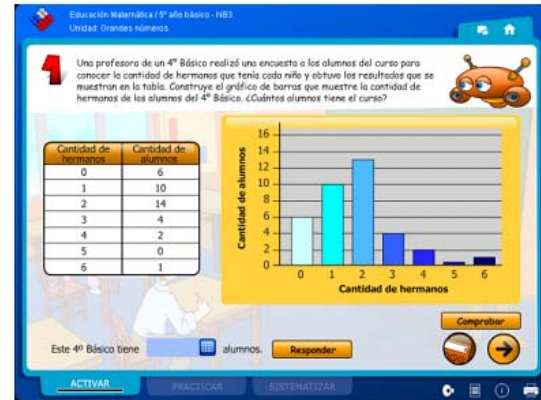 Educación Matemática / 5º año básico - NB3
Unidad: Grandes números
1
Una profesora de un 4º Básico realizó una encuesta a los alumnos del curso para
conocer la cantidad de hermanos que tenía cada niño y obtuvo los resultados que se
muestran en la tabla. Construye el gráfico de barras que muestre la cantidad de
hermanos de los alumnos del 4º Básico. ¿Cuántos alumnos tiene el curso?
Cantidad de hermanos Cantidad de alumnos
0 6
1 10
2 14
3 4
4 2
5 0
6 1
Cantidad de alumnos
16
14
12
10
8
6
4
2
0
0 1 2 3 4 5 6
Cantidad de hermanos
Comprobar
Este 4º Básico tiene alumnos. Responder
ACTIVAR PRACTICAR SISTEMATIZAR